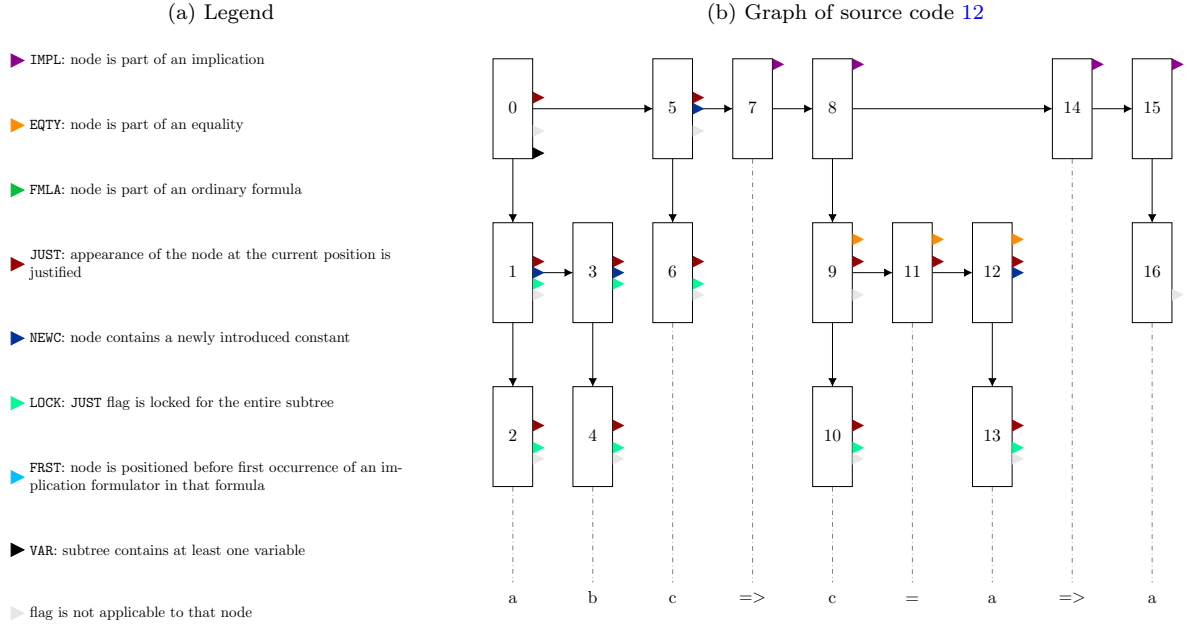 (a) Legend
IMPL: node is part of an implication
EQTY: node is part of an equality
FMLA: node is part of an ordinary formula
JUST: appearance of the node at the current position is
justified
NEWC: node contains a newly introduced constant
LOCK: JUST flag is locked for the entire subtree
FRST: node is positioned before first occurrence of an im-
plication formulator in that formula
VAR: subtree contains at least one variable
flag is not applicable to that node
(b) Graph of source code 12
0 5 7 8 14 15
1 3 6 9 11 12 16
2 4 10 13
a b c => c = a => a